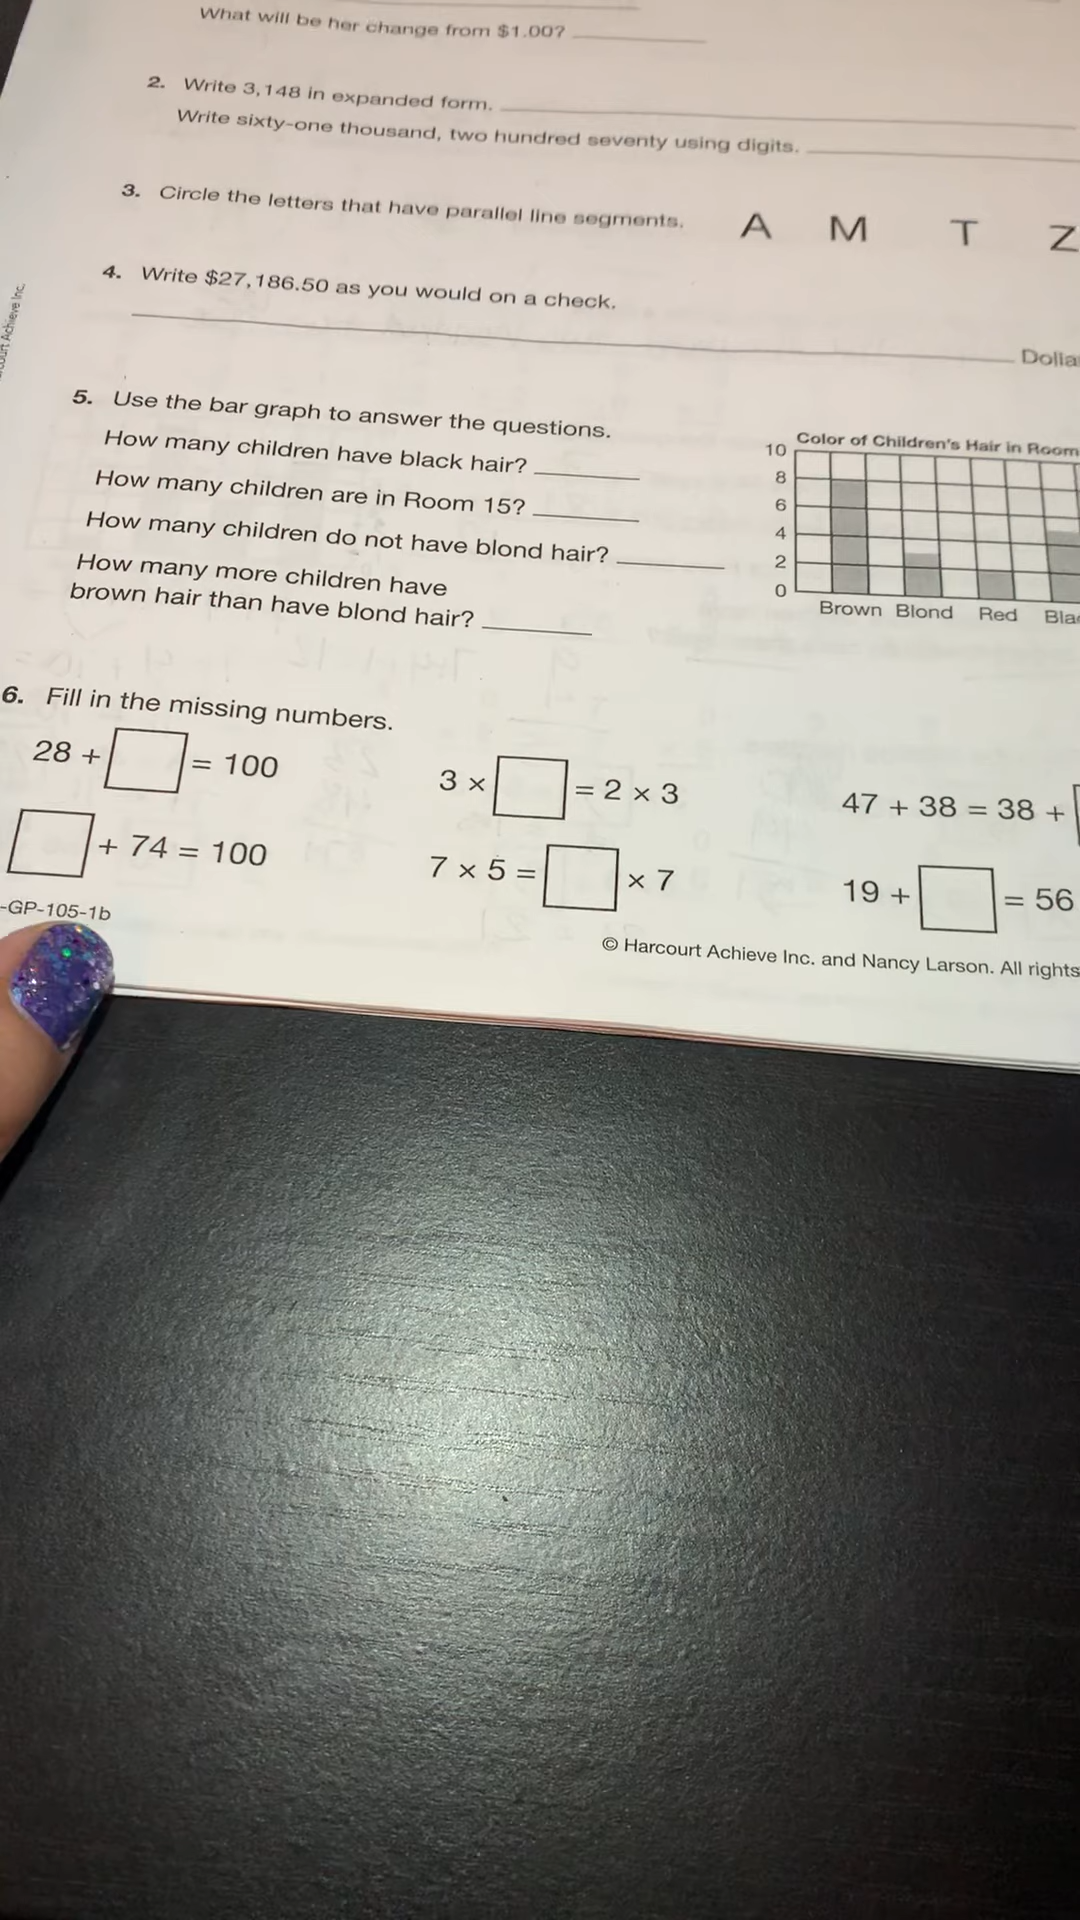 What will be her change from $1.00?
2. Write 3,148 in expanded form.
Write sixty-one thousand, two hundred seventy using digits.
3. Circle the letters that have parallel line segments. A M T Z
4. Write $27,186.50 as you would on a check.
Dolla
5. Use the bar graph to answer the questions.
How many children have black hair?
How many children are in Room 15?
How many children do not have blond hair?
How many more children have
brown hair than have blond hair?
Color of Children's Hair in Room
10
8
6
4
2
0
Brown Blond Red Bla
6. Fill in the missing numbers.
28 + = 100
3 × = 2 × 3
47 + 38 = 38 +
+ 74 = 100
7 × 5 = × 7
19 + = 56
-GP-105-1b
© Harcourt Achieve Inc. and Nancy Larson. All rights
Achieve Inc.